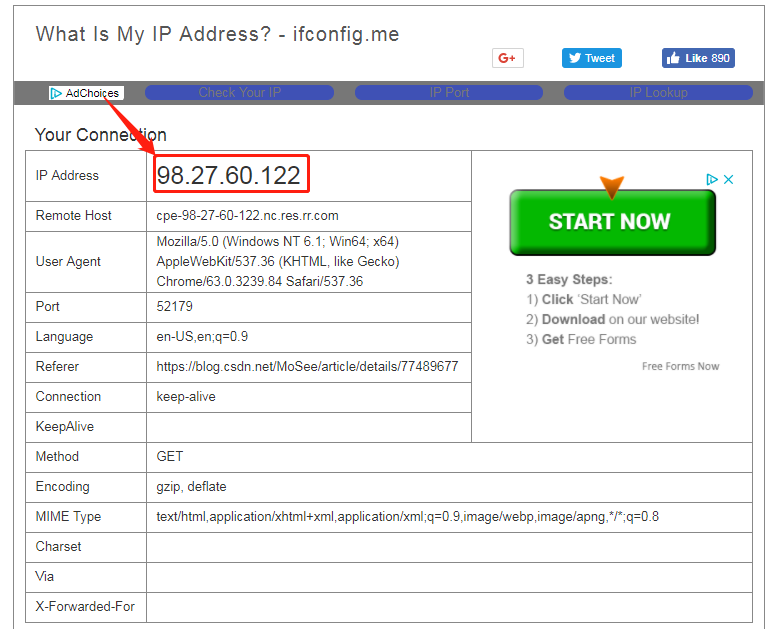 What Is My IP Address? - ifconfig.me
G+
Tweet
Like 890
AdChoices
Check Your IP
IP Port
IP Lookup
Your Connection
IP Address
98.27.60.122
Remote Host
cpe-98-27-60-122.nc.res.rr.com
User Agent
Mozilla/5.0 (Windows NT 6.1; Win64; x64)
AppleWebKit/537.36 (KHTML, like Gecko)
Chrome/63.0.3239.84 Safari/537.36
Port
52179
Language
en-US,en;q=0.9
Referer
https://blog.csdn.net/MoSee/article/details/77489677
Connection
keep-alive
KeepAlive
START NOW
3 Easy Steps:
1) Click 'Start Now'
2) Download on our website!
3) Get Free Forms
Free Forms Now
Method
GET
Encoding
gzip, deflate
MIME Type
text/html,application/xhtml+xml,application/xml;q=0.9,image/webp,image/apng,*/*;q=0.8
Charset
Via
X-Forwarded-For